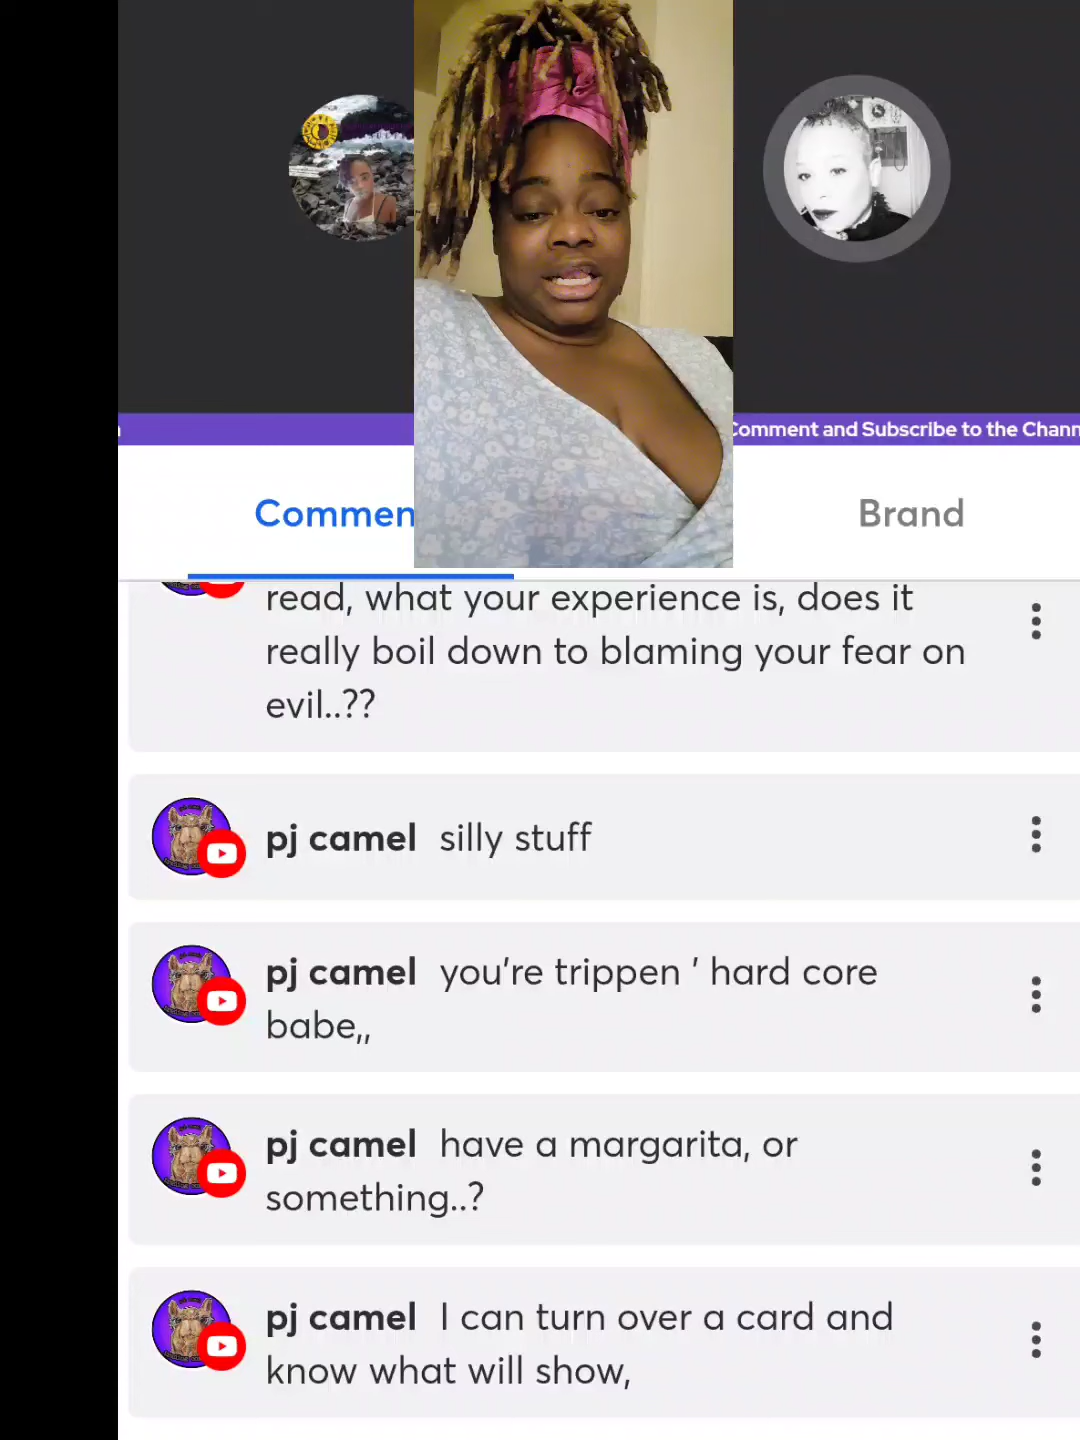 Comment and Subscribe to the Chann
Commen
Brand
read, what your experience is, does it
really boil down to blaming your fear on
evil..??
pj camel silly stuff
pj camel you're trippen ' hard core
babe,,
pj camel have a margarita, or
something..?
pj camel I can turn over a card and
know what will show,